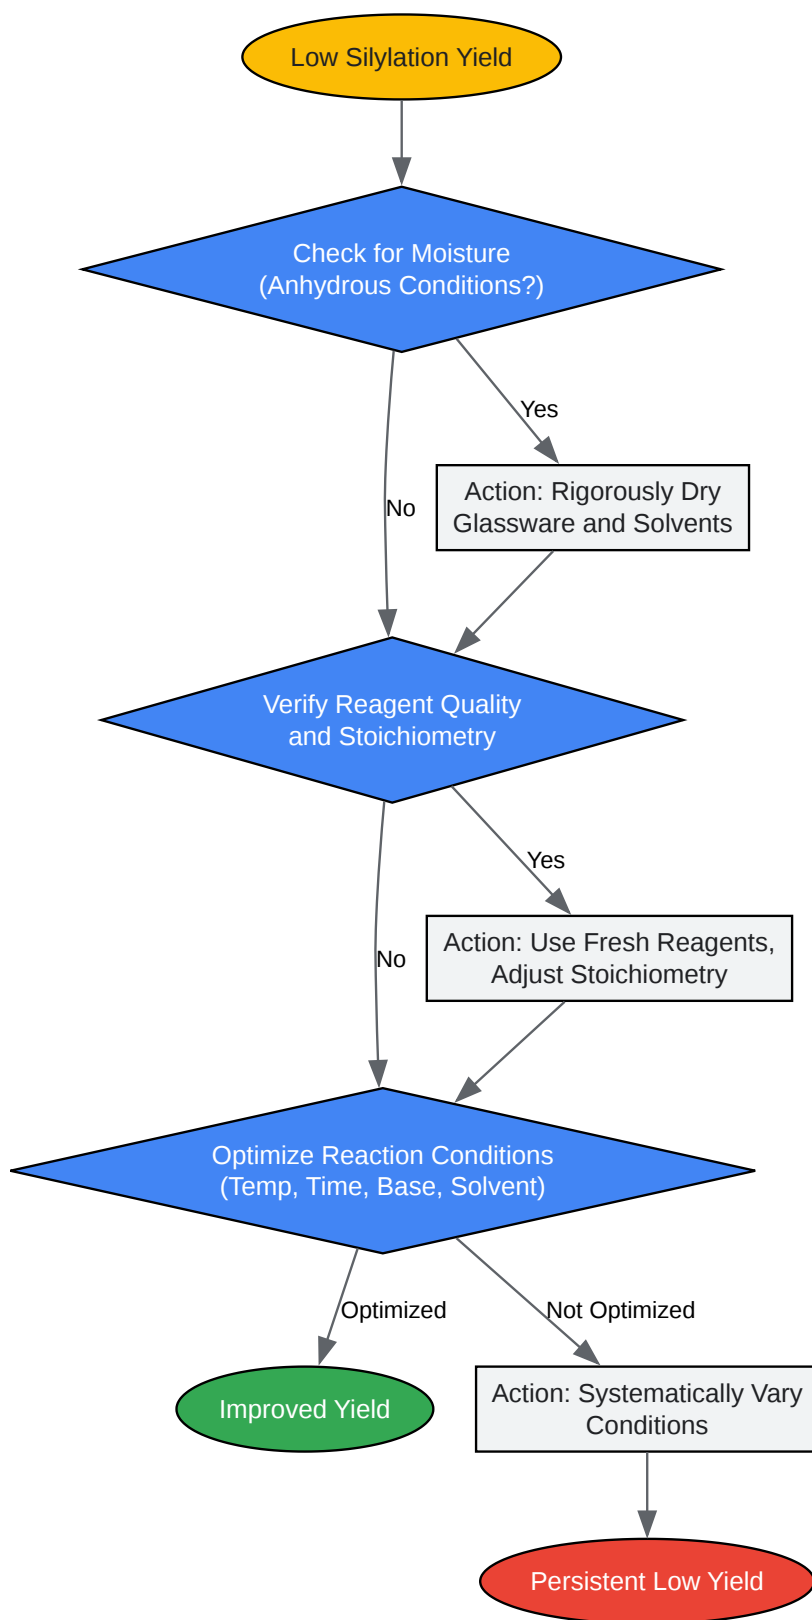 Low Silylation Yield
Check for Moisture
(Anhydrous Conditions?)
Yes
Action: Rigorously Dry
Glassware and Solvents
No
Verify Reagent Quality
and Stoichiometry
Yes
Action: Use Fresh Reagents,
Adjust Stoichiometry
No
Optimize Reaction Conditions
(Temp, Time, Base, Solvent)
Optimized
Not Optimized
Improved Yield
Action: Systematically Vary
Conditions
Persistent Low Yield